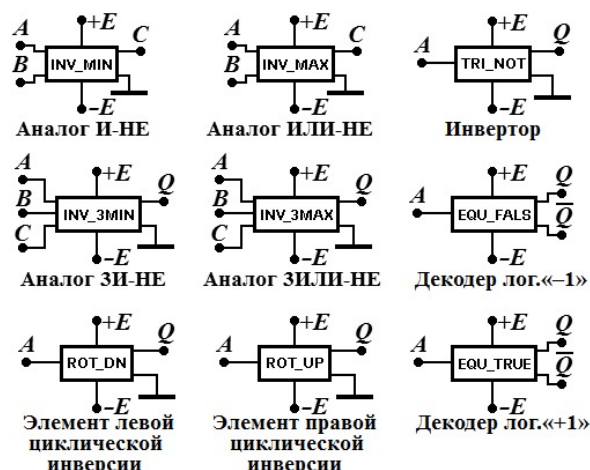 +E
+E
+E
A
C
A
C
Q
INV_MIN
INV_MAX
A
TRI_NOT
B
B
–E
–E
–E
Аналог И-НЕ
Аналог ИЛИ-НЕ
Инвертор
A
+E
A
+E
+E
Q
B
INV_3MIN
Q
B
INV_3MAX
Q
A
EQU_FALS
Q
C
C
–E
–E
–E
Аналог 3И-НЕ
Аналог 3ИЛИ-НЕ
Декодер лог.«–1»
+E
+E
+E
Q
A
ROT_DN
Q
A
ROT_UP
Q
A
EQU_TRUE
Q
–E
–E
–E
Элемент левой
циклической
инверсии
Элемент правой
циклической
инверсии
Декодер лог.«+1»